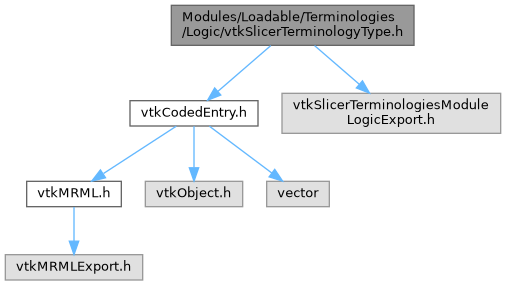 Modules/Loadable/Terminologies
/Logic/vtkSlicerTerminologyType.h
vtkCodedEntry.h
vtkSlicerTerminologiesModule
LogicExport.h
vtkMRML.h
vtkObject.h
vector
vtkMRMLExport.h